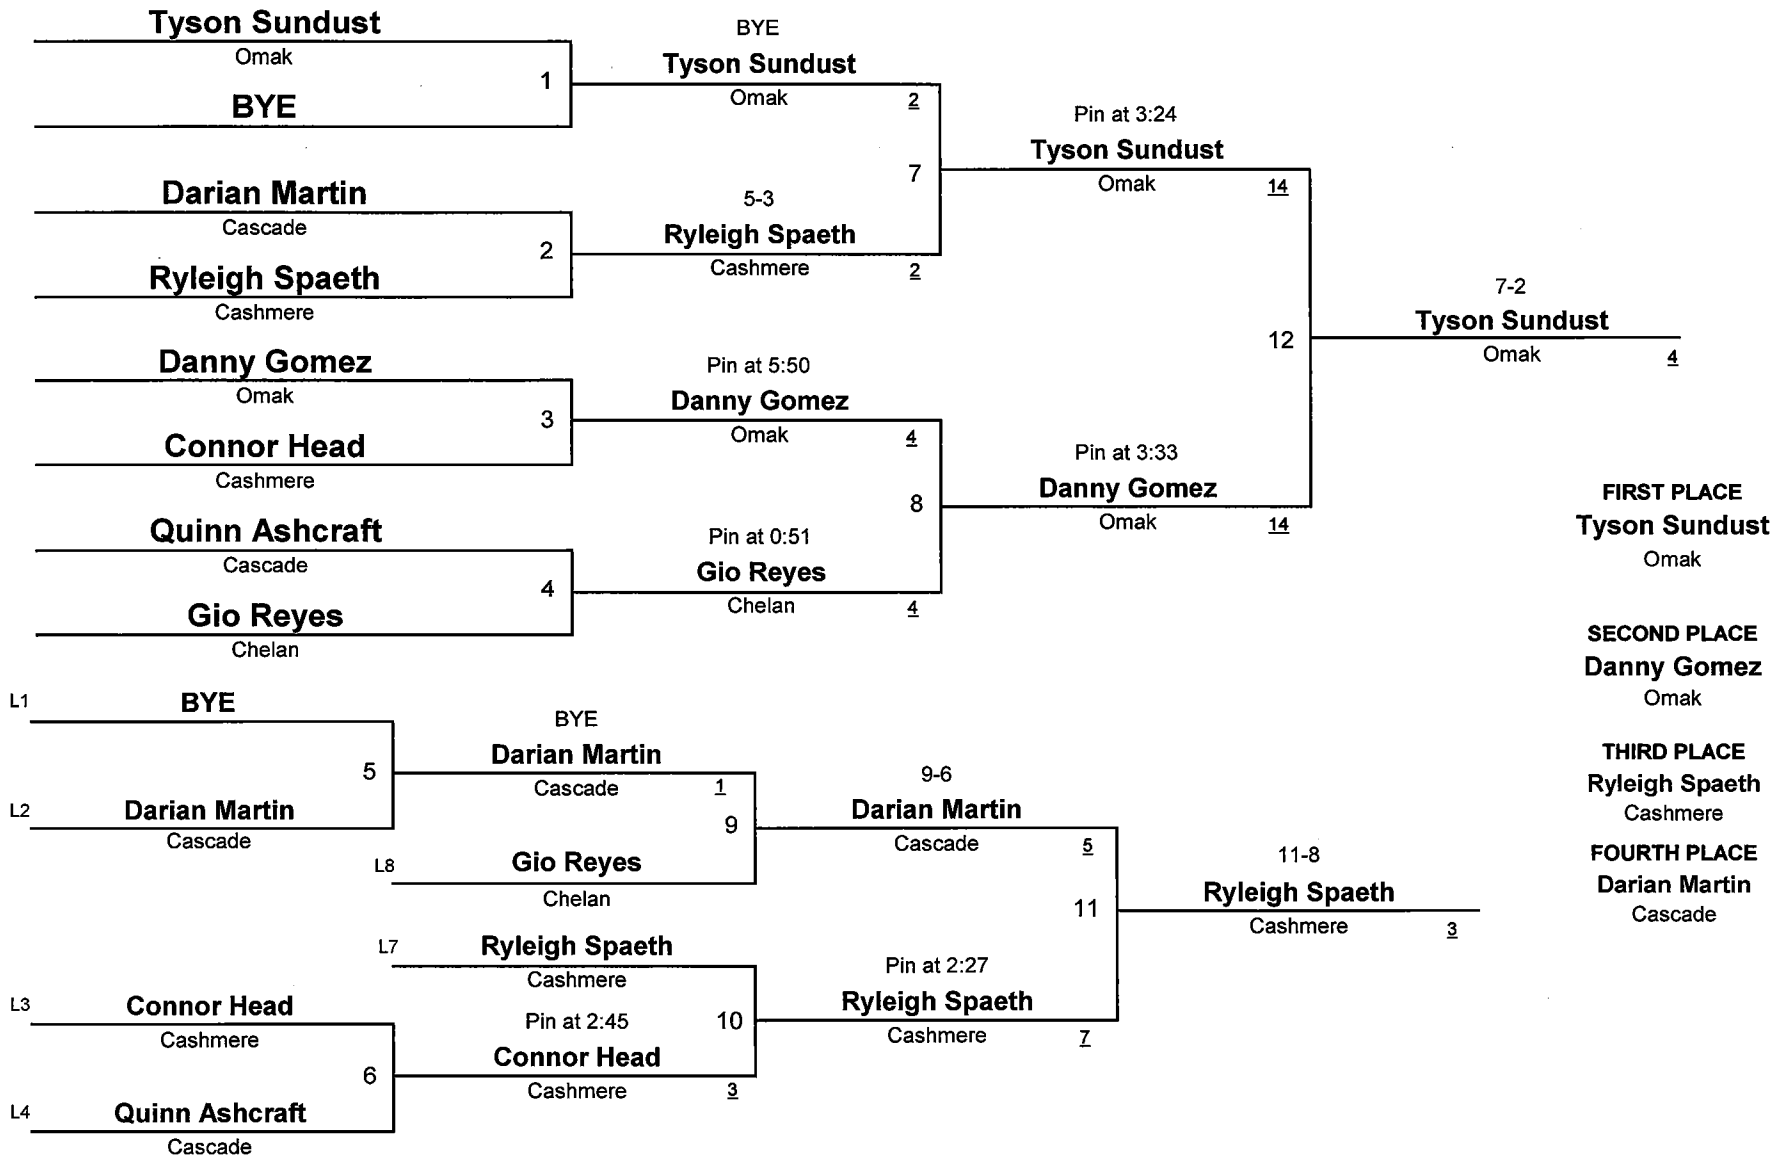 Tyson Sundust
Omak
1
BYE
Darian Martin
Cascade
2
Ryleigh Spaeth
Cashmere
Danny Gomez
Omak
3
Connor Head
Cashmere
Quinn Ashcraft
Cascade
4
Gio Reyes
Chelan
BYE
Tyson Sundust
Omak 2
7
5-3
Ryleigh Spaeth
Cashmere 2
Pin at 5:50
Danny Gomez
Omak 4
8
Pin at 0:51
Gio Reyes
Chelan 4
Pin at 3:24
Tyson Sundust
Omak 14
12
Pin at 3:33
Danny Gomez
Omak 14
7-2
Tyson Sundust
Omak 4
FIRST PLACE
Tyson Sundust
Omak
SECOND PLACE
Danny Gomez
Omak
THIRD PLACE
Ryleigh Spaeth
Cashmere
FOURTH PLACE
Darian Martin
Cascade
L1 BYE
5
L2 Darian Martin
Cascade
BYE
Darian Martin
Cascade 1
9
L8 Gio Reyes
Chelan
L7 Ryleigh Spaeth
Cashmere
L3 Connor Head
Cashmere
6
L4 Quinn Ashcraft
Cascade
Pin at 2:45
10
Connor Head
Cashmere 3
9-6
Darian Martin
Cascade 5
11
Pin at 2:27
Ryleigh Spaeth
Cashmere 7
11-8
Ryleigh Spaeth
Cashmere 3